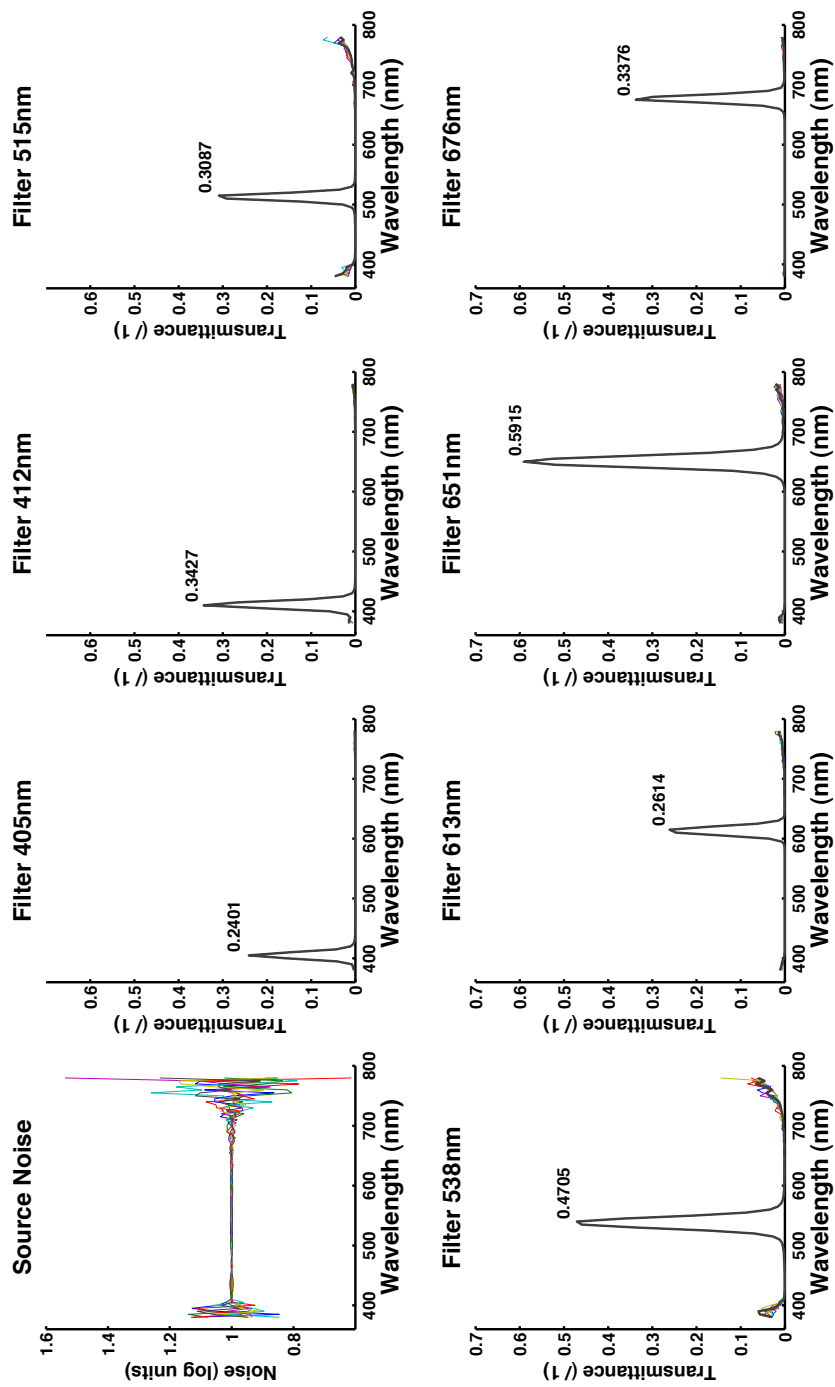 Source Noise
Noise (log units)
1.6
1.4
1.2
1
0.8
400 500 600 700 800
Wavelength (nm)
Filter 405nm
Transmittance (/ 1)
0.6
0.5
0.4
0.3
0.2
0.1
0
0.2401
400 500 600 700 800
Wavelength (nm)
Filter 412nm
Transmittance (/ 1)
0.6
0.5
0.4
0.3
0.2
0.1
0
0.3427
400 500 600 700 800
Wavelength (nm)
Filter 515nm
Transmittance (/ 1)
0.6
0.5
0.4
0.3
0.2
0.1
0
0.3087
400 500 600 700 800
Wavelength (nm)
Filter 538nm
Transmittance (/ 1)
0.7
0.6
0.5
0.4
0.3
0.2
0.1
0
0.4705
400 500 600 700 800
Wavelength (nm)
Filter 613nm
Transmittance (/ 1)
0.7
0.6
0.5
0.4
0.3
0.2
0.1
0
0.2614
400 500 600 700 800
Wavelength (nm)
Filter 651nm
Transmittance (/ 1)
0.7
0.6
0.5
0.4
0.3
0.2
0.1
0
0.5915
400 500 600 700 800
Wavelength (nm)
Filter 676nm
Transmittance (/ 1)
0.7
0.6
0.5
0.4
0.3
0.2
0.1
0
0.3376
400 500 600 700 800
Wavelength (nm)